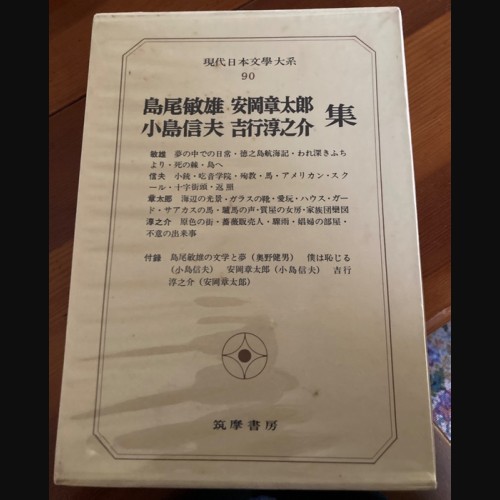 現代日本文學大系
90
島尾敏雄 安岡章太郎
小島信夫 吉行淳之介 集
敏雄 夢の中での日常・徳之島航海記・われ深きふち
より・死の棘・島へ
信夫 小銃・吃音学院・殉教・馬・アメリカン・スク
ール・十字街頭・返照
章太郎 海辺の光景・ガラスの靴・愛玩・ハウス・ガー
ド・サアカスの馬・驢馬の声・質屋の女房・家族団欒図
淳之介 原色の街・薔薇販売人・驟雨・娼婦の部屋・
不意の出来事
付録 島尾敏雄の文学と夢(奥野健男) 僕は恥じる
(小島信夫) 安岡章太郎(小島信夫) 吉行
淳之介(安岡章太郎)
筑摩書房